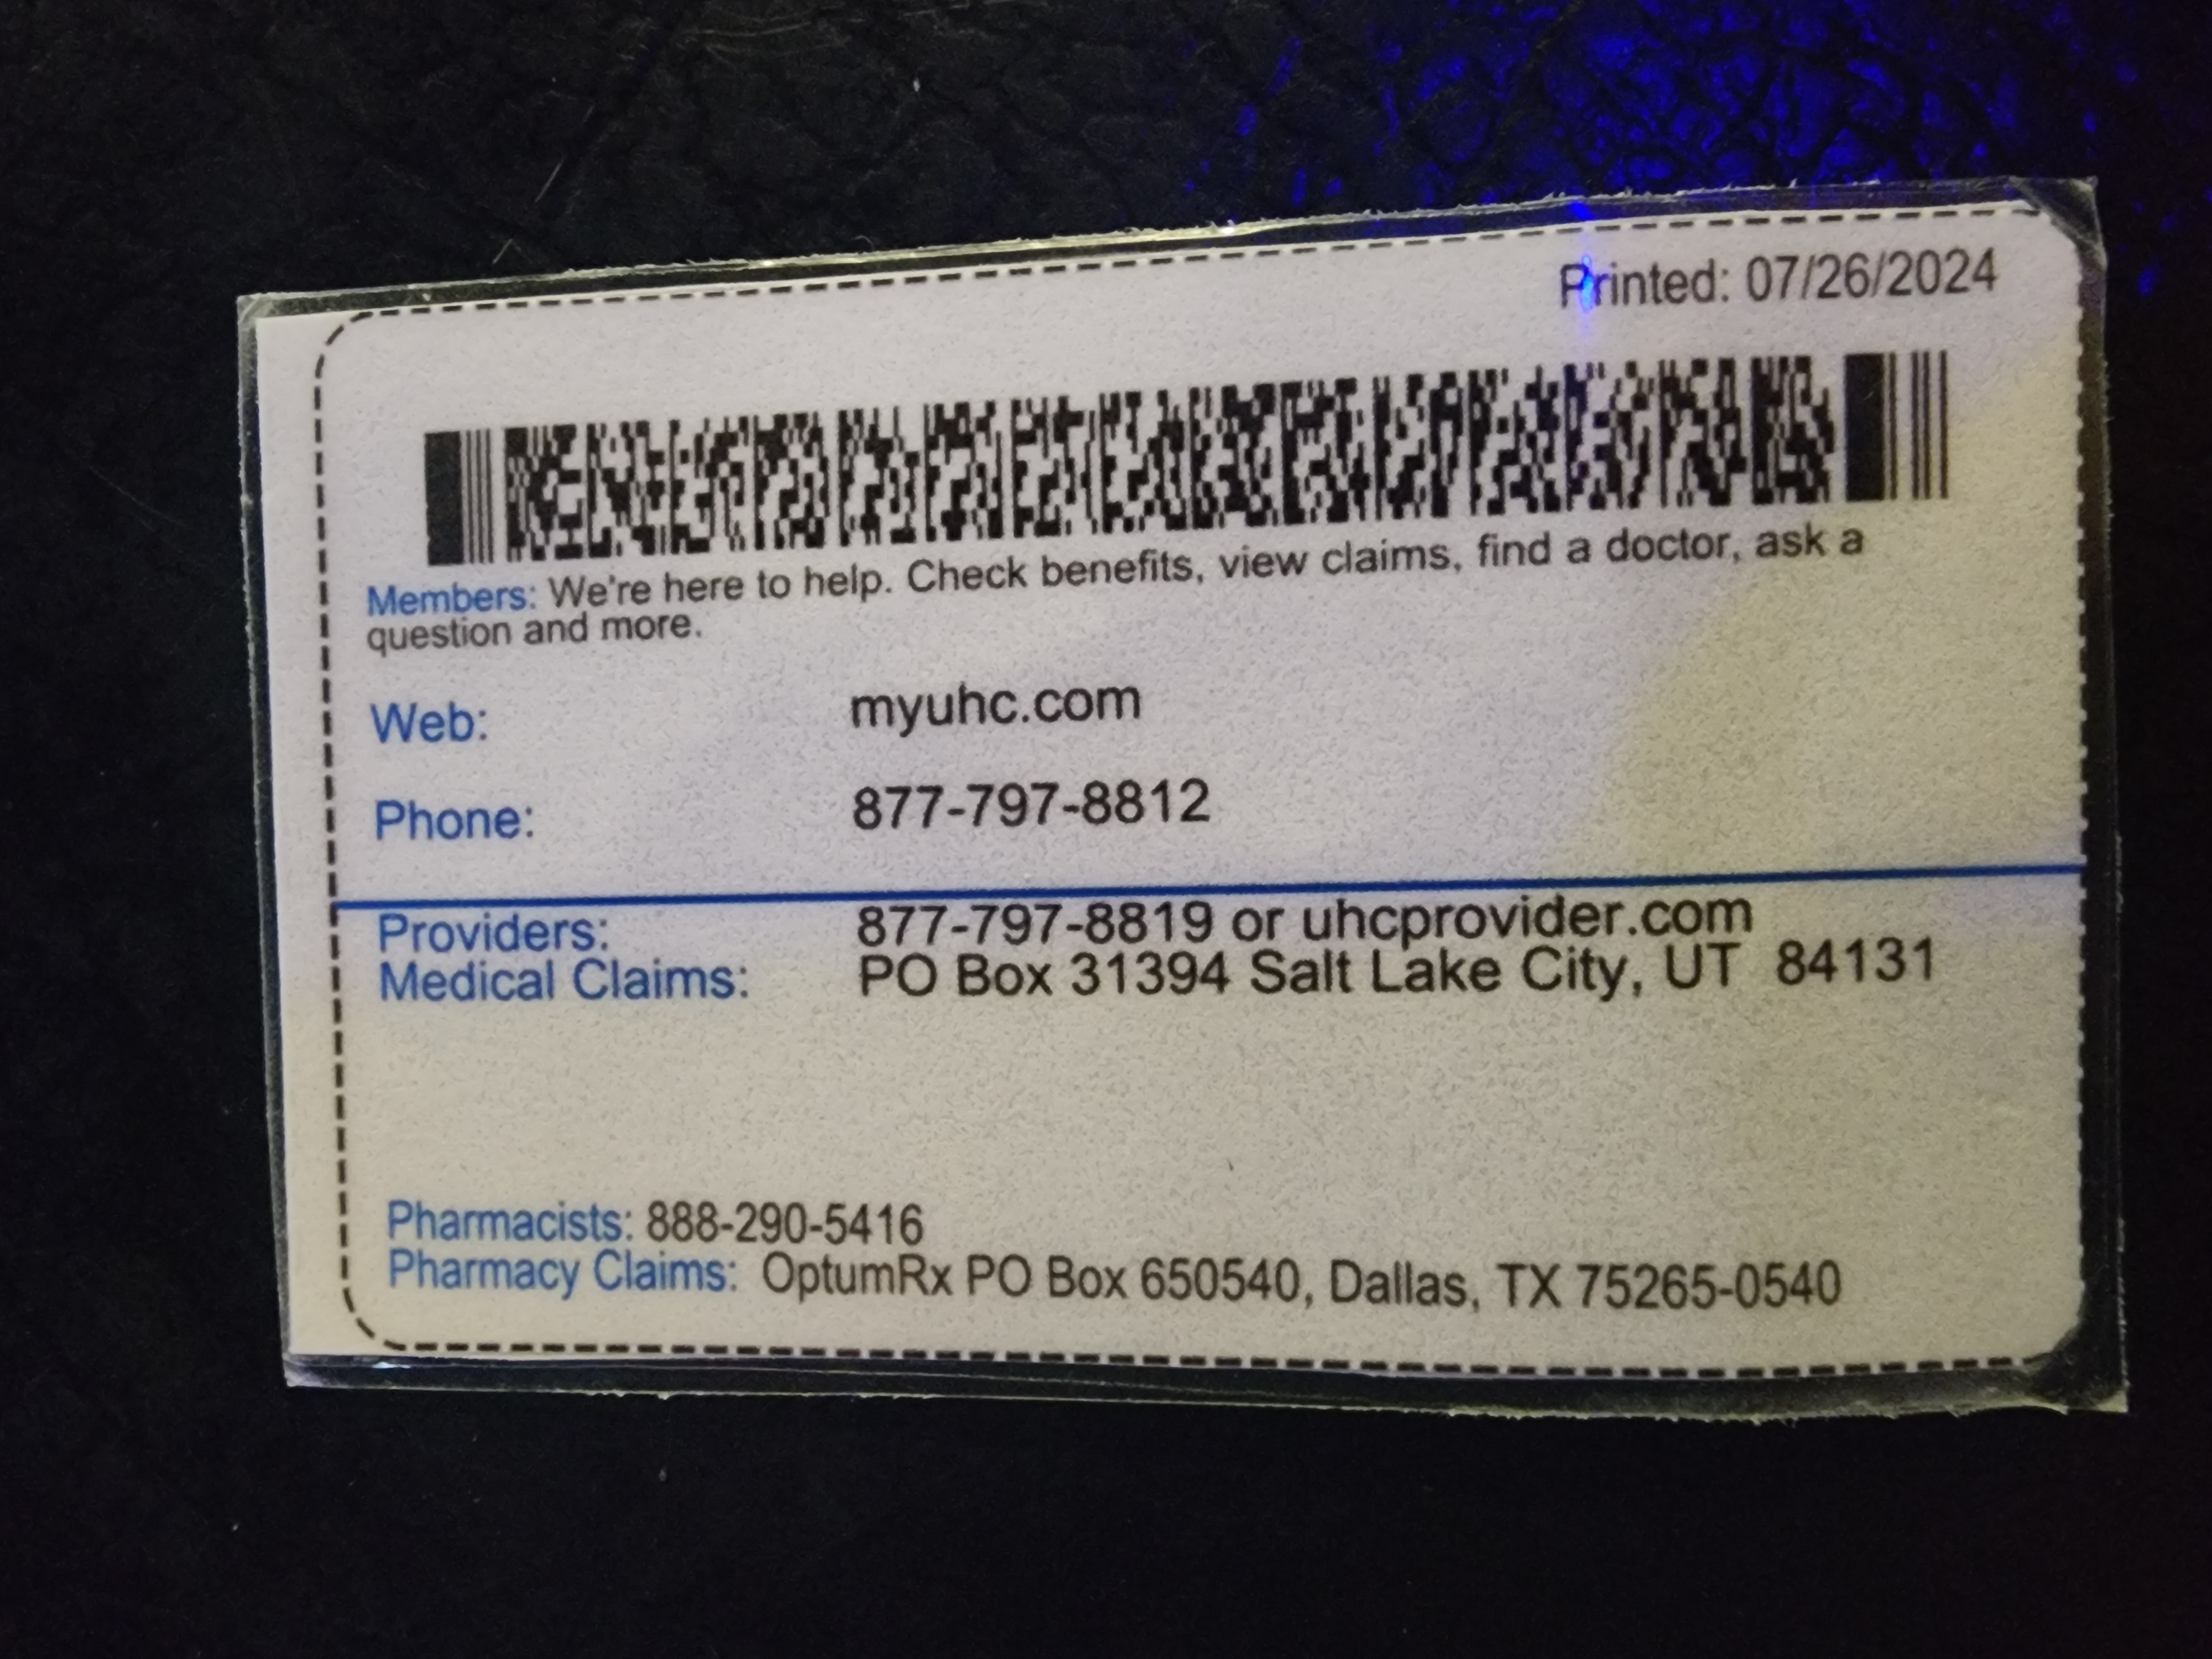 Printed: 07/26/2024
Members: We're here to help. Check benefits, view claims, find a doctor, ask a
question and more.
Web: myuhc.com
Phone: 877-797-8812
Providers: 877-797-8819 or uhcprovider.com
Medical Claims: PO Box 31394 Salt Lake City, UT 84131
Pharmacists: 888-290-5416
Pharmacy Claims: OptumRx PO Box 650540, Dallas, TX 75265-0540